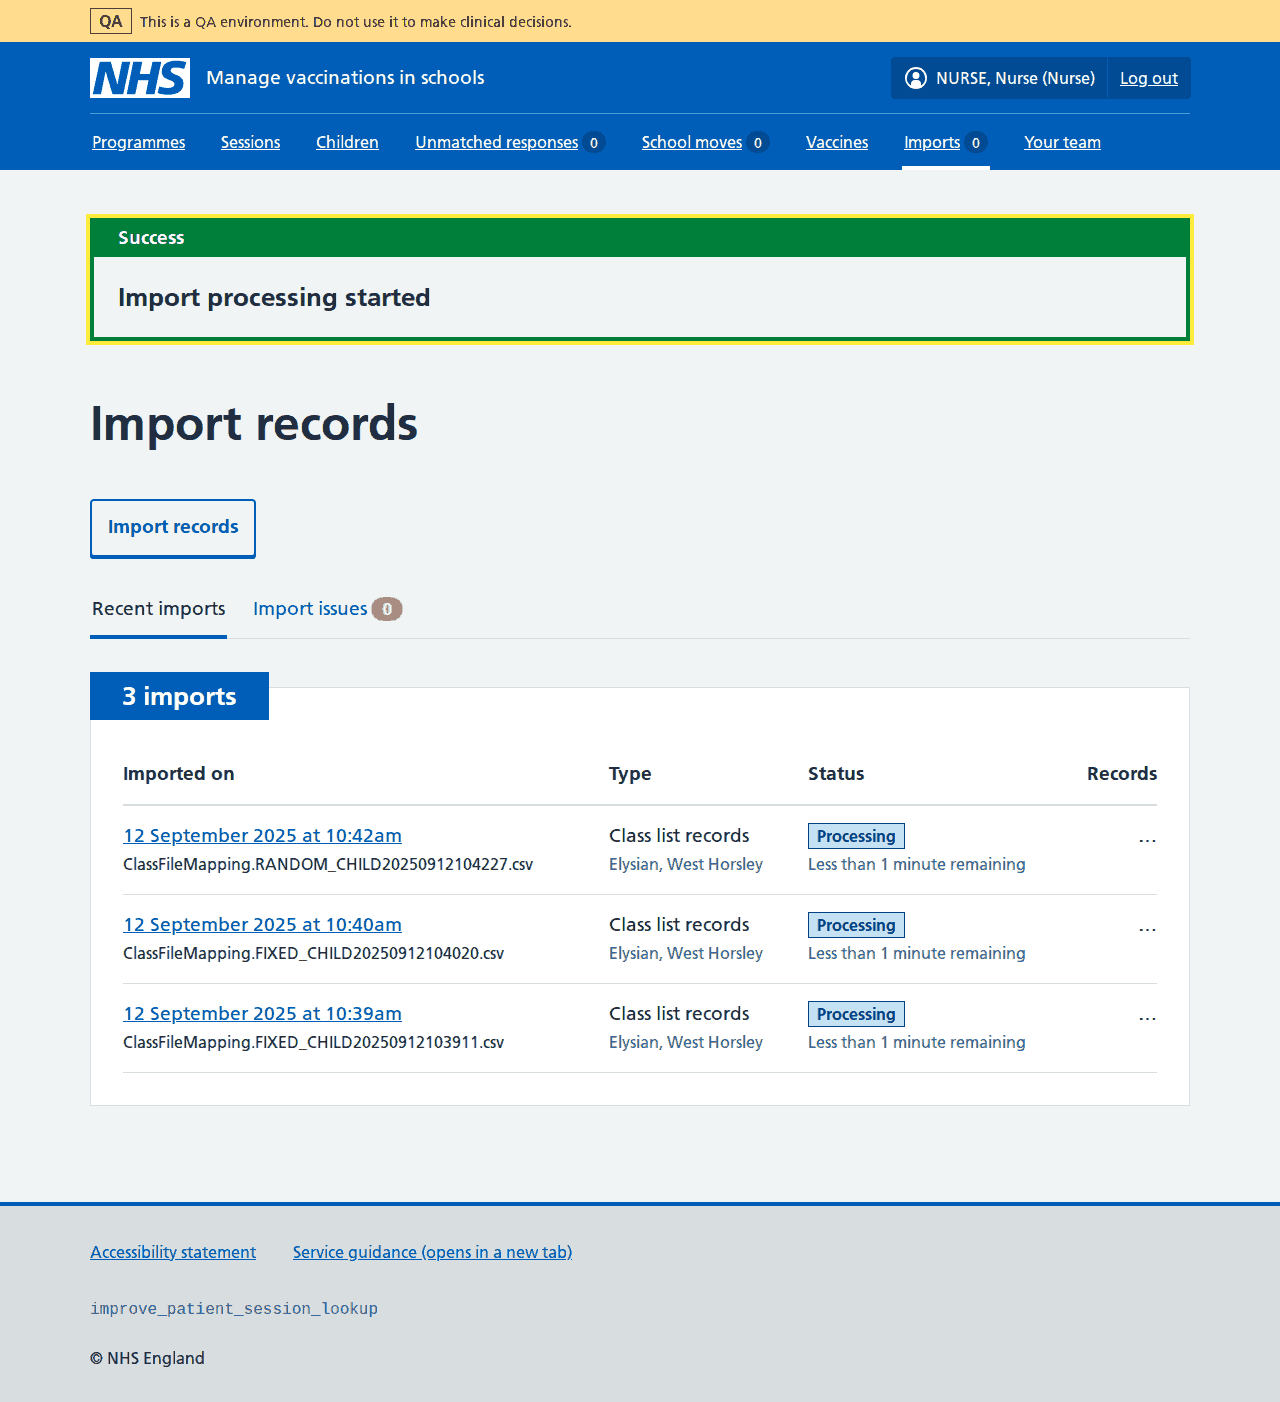 QA This is a QA environment. Do not use it to make clinical decisions.
NHS Manage vaccinations in schools NURSE, Nurse (Nurse) Log out
Programmes Sessions Children Unmatched responses 0 School moves 0 Vaccines Imports 0 Your team
Success
Import processing started
Import records
Import records
Recent imports Import issues 0
3 imports
Imported on Type Status Records
12 September 2025 at 10:42am Class list records Processing ...
ClassFileMapping.RANDOM_CHILD20250912104227.csv Elysian, West Horsley Less than 1 minute remaining
12 September 2025 at 10:40am Class list records Processing ...
ClassFileMapping.FIXED_CHILD20250912104020.csv Elysian, West Horsley Less than 1 minute remaining
12 September 2025 at 10:39am Class list records Processing ...
ClassFileMapping.FIXED_CHILD20250912103911.csv Elysian, West Horsley Less than 1 minute remaining
Accessibility statement Service guidance (opens in a new tab)
improve_patient_session_lookup
© NHS England